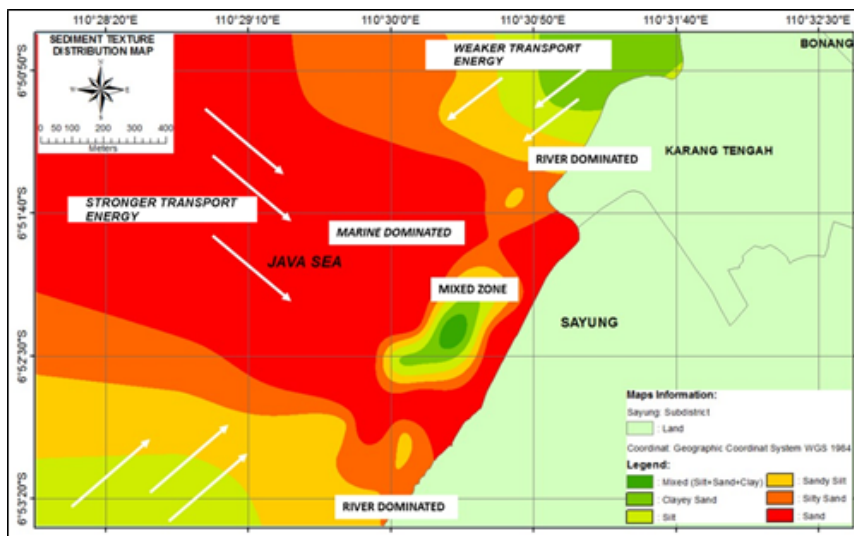 110°28'20"E 110°29'10"E 110°30'0"E 110°30'50"E 110°31'40"E 110°32'30"E
SEDIMENT TEXTURE
DISTRIBUTION MAP
N
W E
S
0 50 100 200 300 400
Meters
WEAKER TRANSPORT
ENERGY
BONANG
6°50'50"S
RIVER DOMINATED
KARANG TENGAH
STRONGER TRANSPORT
ENERGY
6°51'40"S
MARINE DOMINATED
JAVA SEA
MIXED ZONE
SAYUNG
6°52'30"S
Maps Information:
Sayung: Subdistrict
: Land
Coordinat: Geographic Coordinat System WGS 1984
Legend:
: Mixed (Silt+Sand+Clay) : Sandy Silt
: Clayey Sand : Silty Sand
: Silt : Sand
6°53'20"S
RIVER DOMINATED